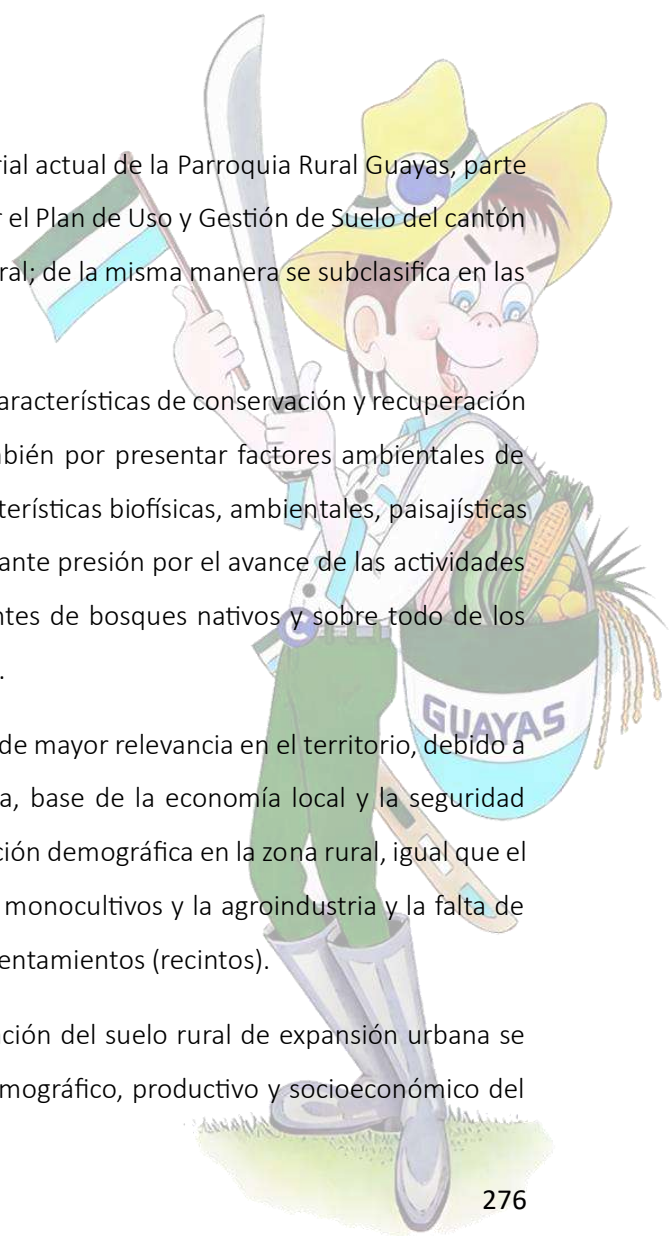 rial actual de la Parroquia Rural Guayas, parte
r el Plan de Uso y Gestión de Suelo del cantón
ral; de la misma manera se subclasifica en las
aracterísticas de conservación y recuperación
mbién por presentar factores ambientales de
cterísticas biofísicas, ambientales, paisajísticas
tante presión por el avance de las actividades
ntes de bosques nativos y sobre todo de los
.
de mayor relevancia en el territorio, debido a
a, base de la economía local y la seguridad
ción demográfica en la zona rural, igual que el
monocultivos y la agroindustria y la falta de
entamientos (recintos).
ación del suelo rural de expansión urbana se
mográfico, productivo y socioeconómico del
GUAYAS
276